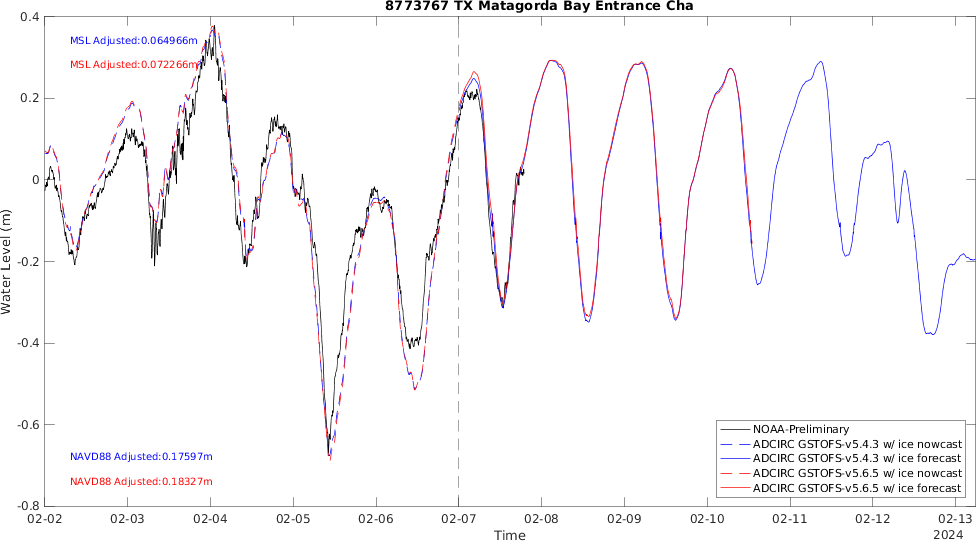 8773767 TX Matagorda Bay Entrance Cha
0.4
0.2
0
-0.2
-0.4
-0.6
-0.8
Water Level (m)
MSL Adjusted:0.064966m
MSL Adjusted:0.072266m
NAVD88 Adjusted:0.17597m
NAVD88 Adjusted:0.18327m
NOAA-Preliminary
ADCIRC GSTOFS-v5.4.3 w/ ice nowcast
ADCIRC GSTOFS-v5.4.3 w/ ice forecast
ADCIRC GSTOFS-v5.6.5 w/ ice nowcast
ADCIRC GSTOFS-v5.6.5 w/ ice forecast
02-02 02-03 02-04 02-05 02-06 02-07 02-08 02-09 02-10 02-11 02-12 02-13
Time
2024